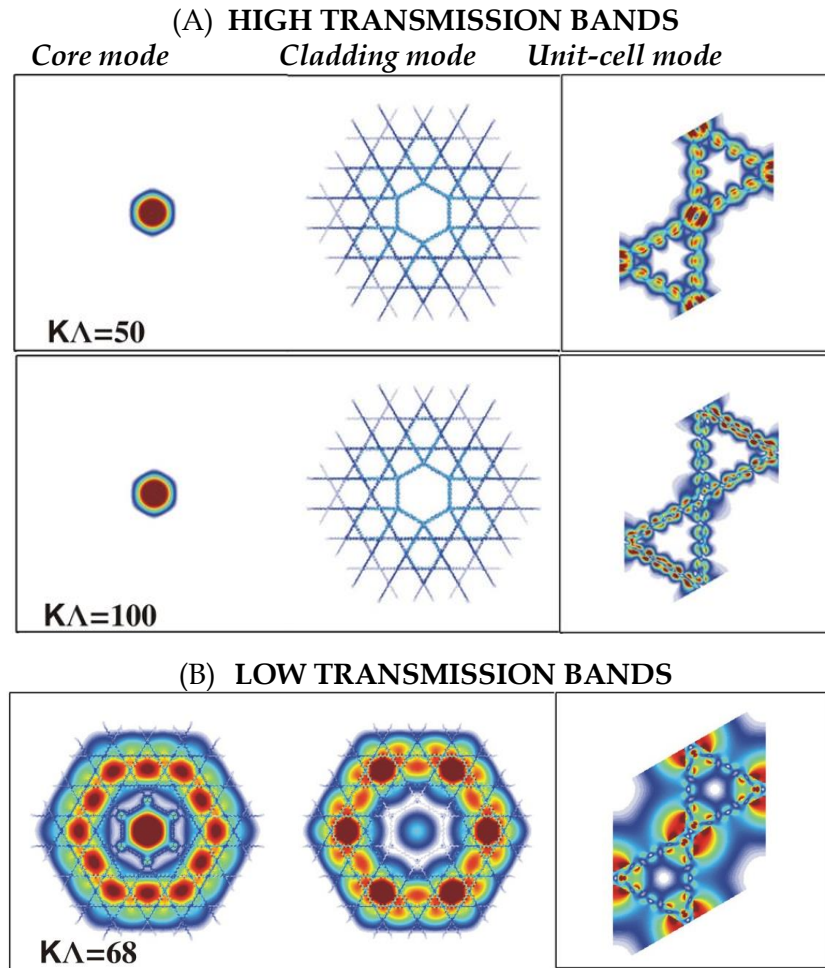 (A) HIGH TRANSMISSION BANDS
Core mode Cladding mode Unit-cell mode
KΛ=50
KΛ=100
(B) LOW TRANSMISSION BANDS
KΛ=68